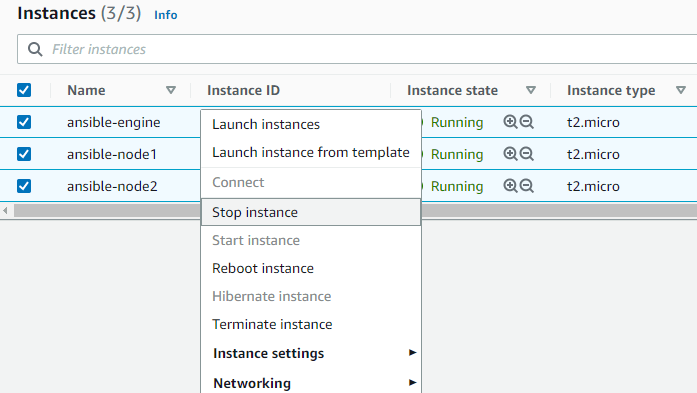 Instances (3/3) Info
Filter instances
Name Instance ID Instance state Instance type
ansible-engine Running t2.micro
ansible-node1 Running t2.micro
ansible-node2 Running t2.micro
Launch instances
Launch instance from template
Connect
Stop instance
Start instance
Reboot instance
Hibernate instance
Terminate instance
Instance settings
Networking